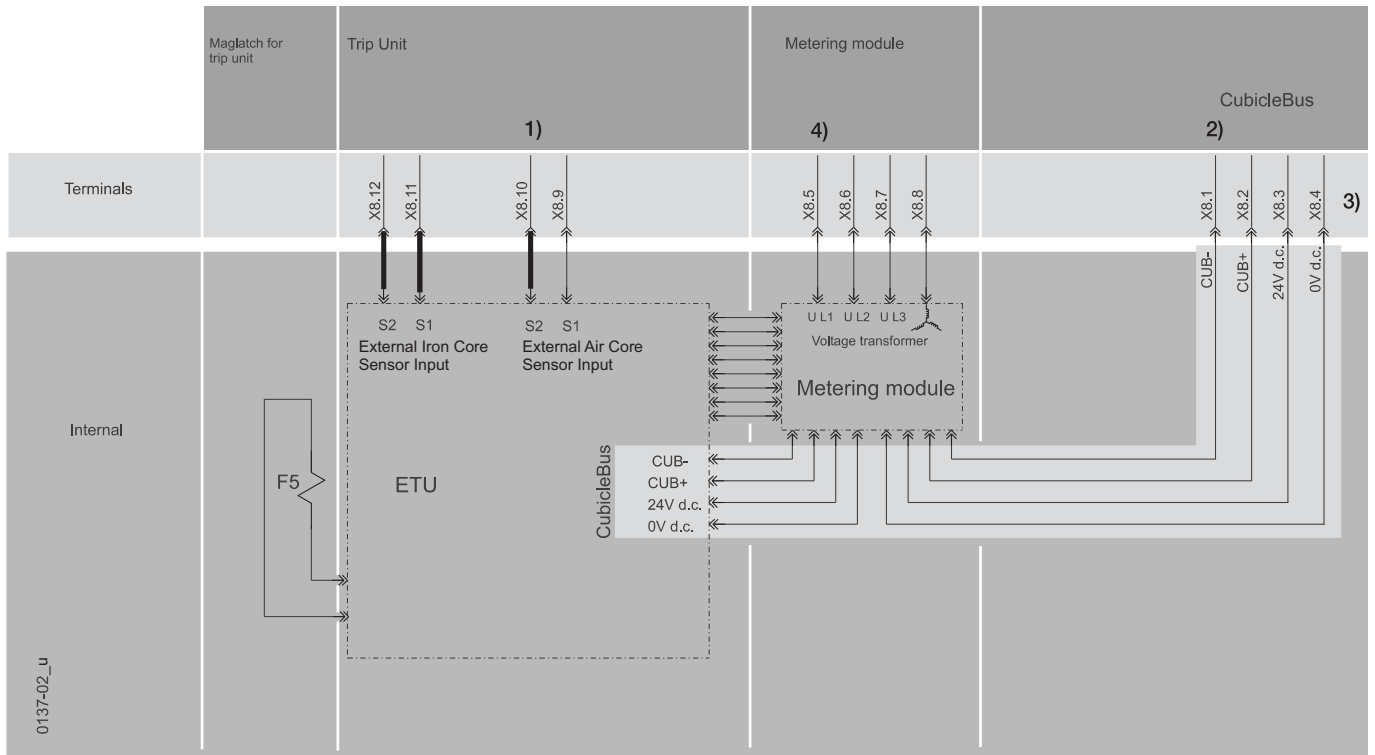 Maglatch for
trip unit
Trip Unit
Metering module
CubicleBus
1)
4)
2)
Terminals
X8.12
X8.11
X8.10
X8.9
X8.5
X8.6
X8.7
X8.8
X8.1
X8.2
X8.3
X8.4
3)
CUB-
CUB+
24V d.c.
0V d.c.
S2 S1
External Iron Core
Sensor Input
S2 S1
External Air Core
Sensor Input
U L1 U L2 U L3
Voltage transformer
Metering module
Internal
F5
ETU
CubicleBus
CUB-
CUB+
24V d.c.
0V d.c.
0137-02_u